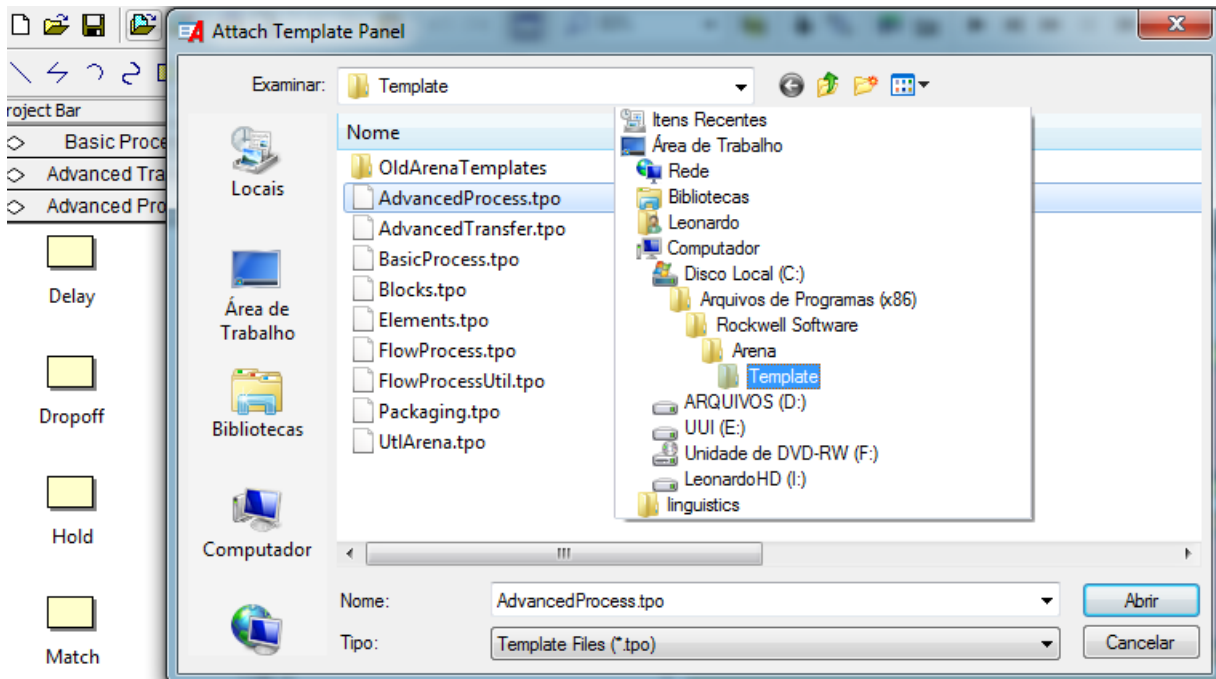 Attach Template Panel
Examinar:
Template
roject Bar
Basic Proce
Advanced Tra
Advanced Pro
Delay
Dropoff
Hold
Match
Locais
Área de
Trabalho
Bibliotecas
Computador
Nome
OldArenaTemplates
AdvancedProcess.tpo
AdvancedTransfer.tpo
BasicProcess.tpo
Blocks.tpo
Elements.tpo
FlowProcess.tpo
FlowProcessUtil.tpo
Packaging.tpo
UtlArena.tpo
Itens Recentes
Área de Trabalho
Rede
Bibliotecas
Leonardo
Computador
Disco Local (C:)
Arquivos de Programas (x86)
Rockwell Software
Arena
Template
ARQUIVOS (D:)
UUI (E:)
Unidade de DVD-RW (F:)
LeonardoHD (I:)
linguistics
Nome:
AdvancedProcess.tpo
Abrir
Tipo:
Template Files (*.tpo)
Cancelar